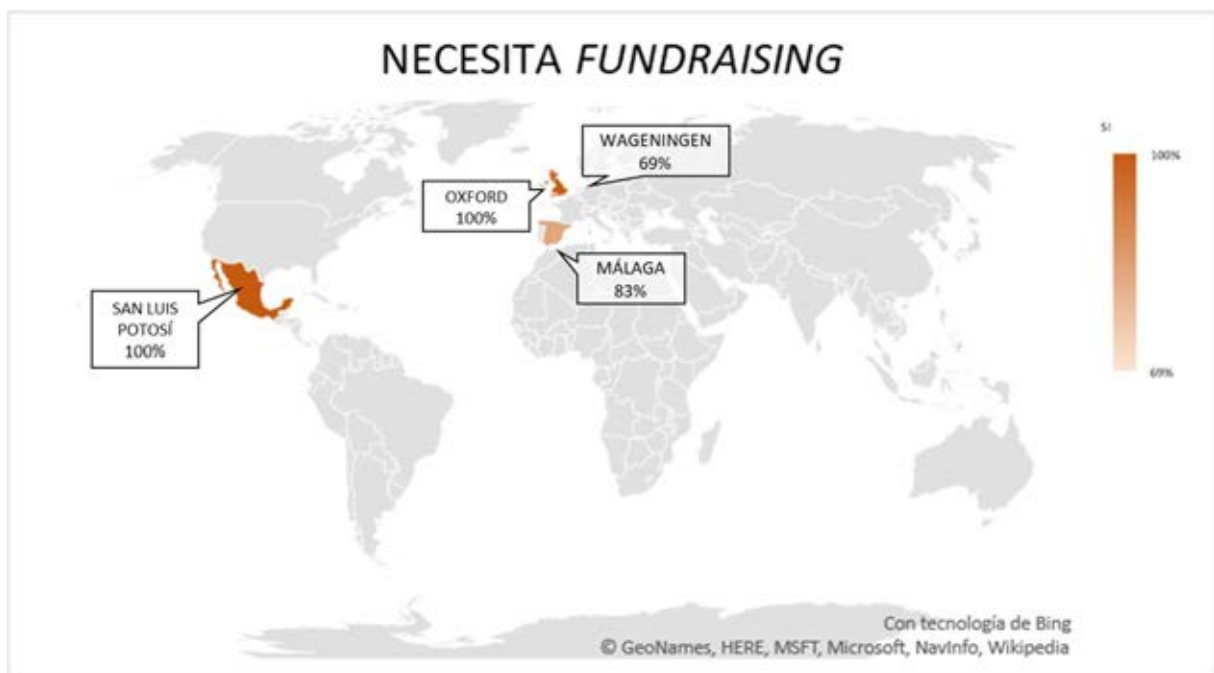 NECESITA FUNDRAISING
WAGENINGEN
69%
OXFORD
100%
MÁLAGA
83%
SAN LUIS
POTOSÍ
100%
SI
100%
69%
Con tecnología de Bing
© GeoNames, HERE, MSFT, Microsoft, NavInfo, Wikipedia